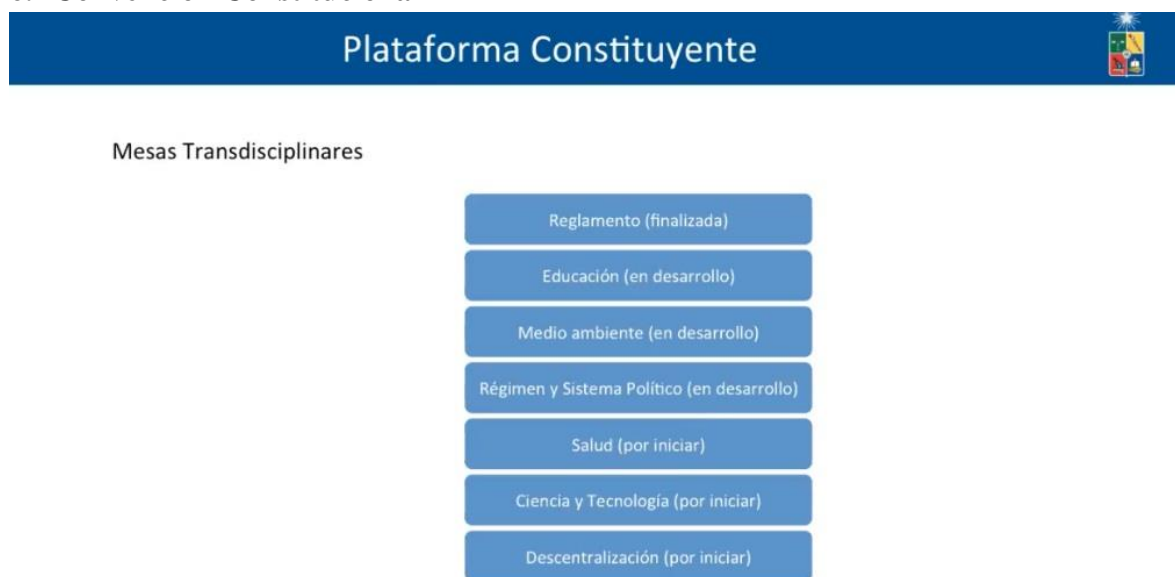 Plataforma Constituyente
Mesas Transdisciplinares
Reglamento (finalizada)
Educación (en desarrollo)
Medio ambiente (en desarrollo)
Régimen y Sistema Político (en desarrollo)
Salud (por iniciar)
Ciencia y Tecnología (por iniciar)
Descentralización (por iniciar)